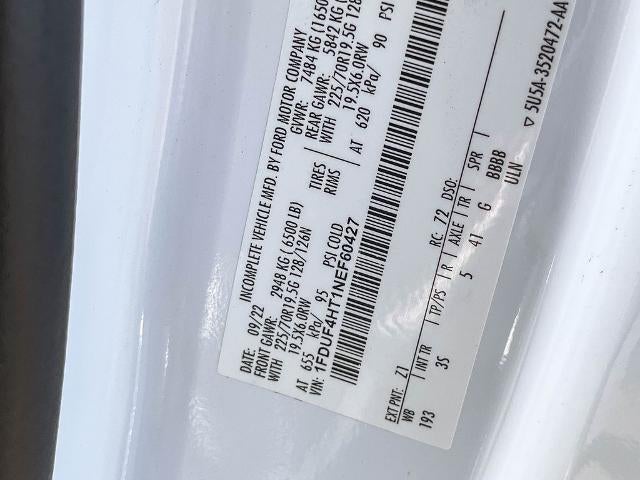 INCOMPLETE VEHICLE MFD. BY FORD MOTOR COMPANY
DATE: 09/22 GVWR: 7484 KG (1650
FRONT GAWR: 2948 KG ( 6500 LB) REAR GAWR: 5842 KG
WITH 225/70R19.5G 128/126N TIRES WITH 225/70R19.5G 128
19.5X6.0RW RIMS 19.5X6.0RW
AT 655 kPa/ 95 PSI COLD AT 620 kPa/ 90 PSI
VIN: 1FDUF4HT1NEF60427
EXT PNT: Z1 RC: 72 DSO:
WB INT TR TP/PS R AXLE TR SPR
193 3S 5 41 G BBBB
ULN
▽ 5U5A-3520472-AA